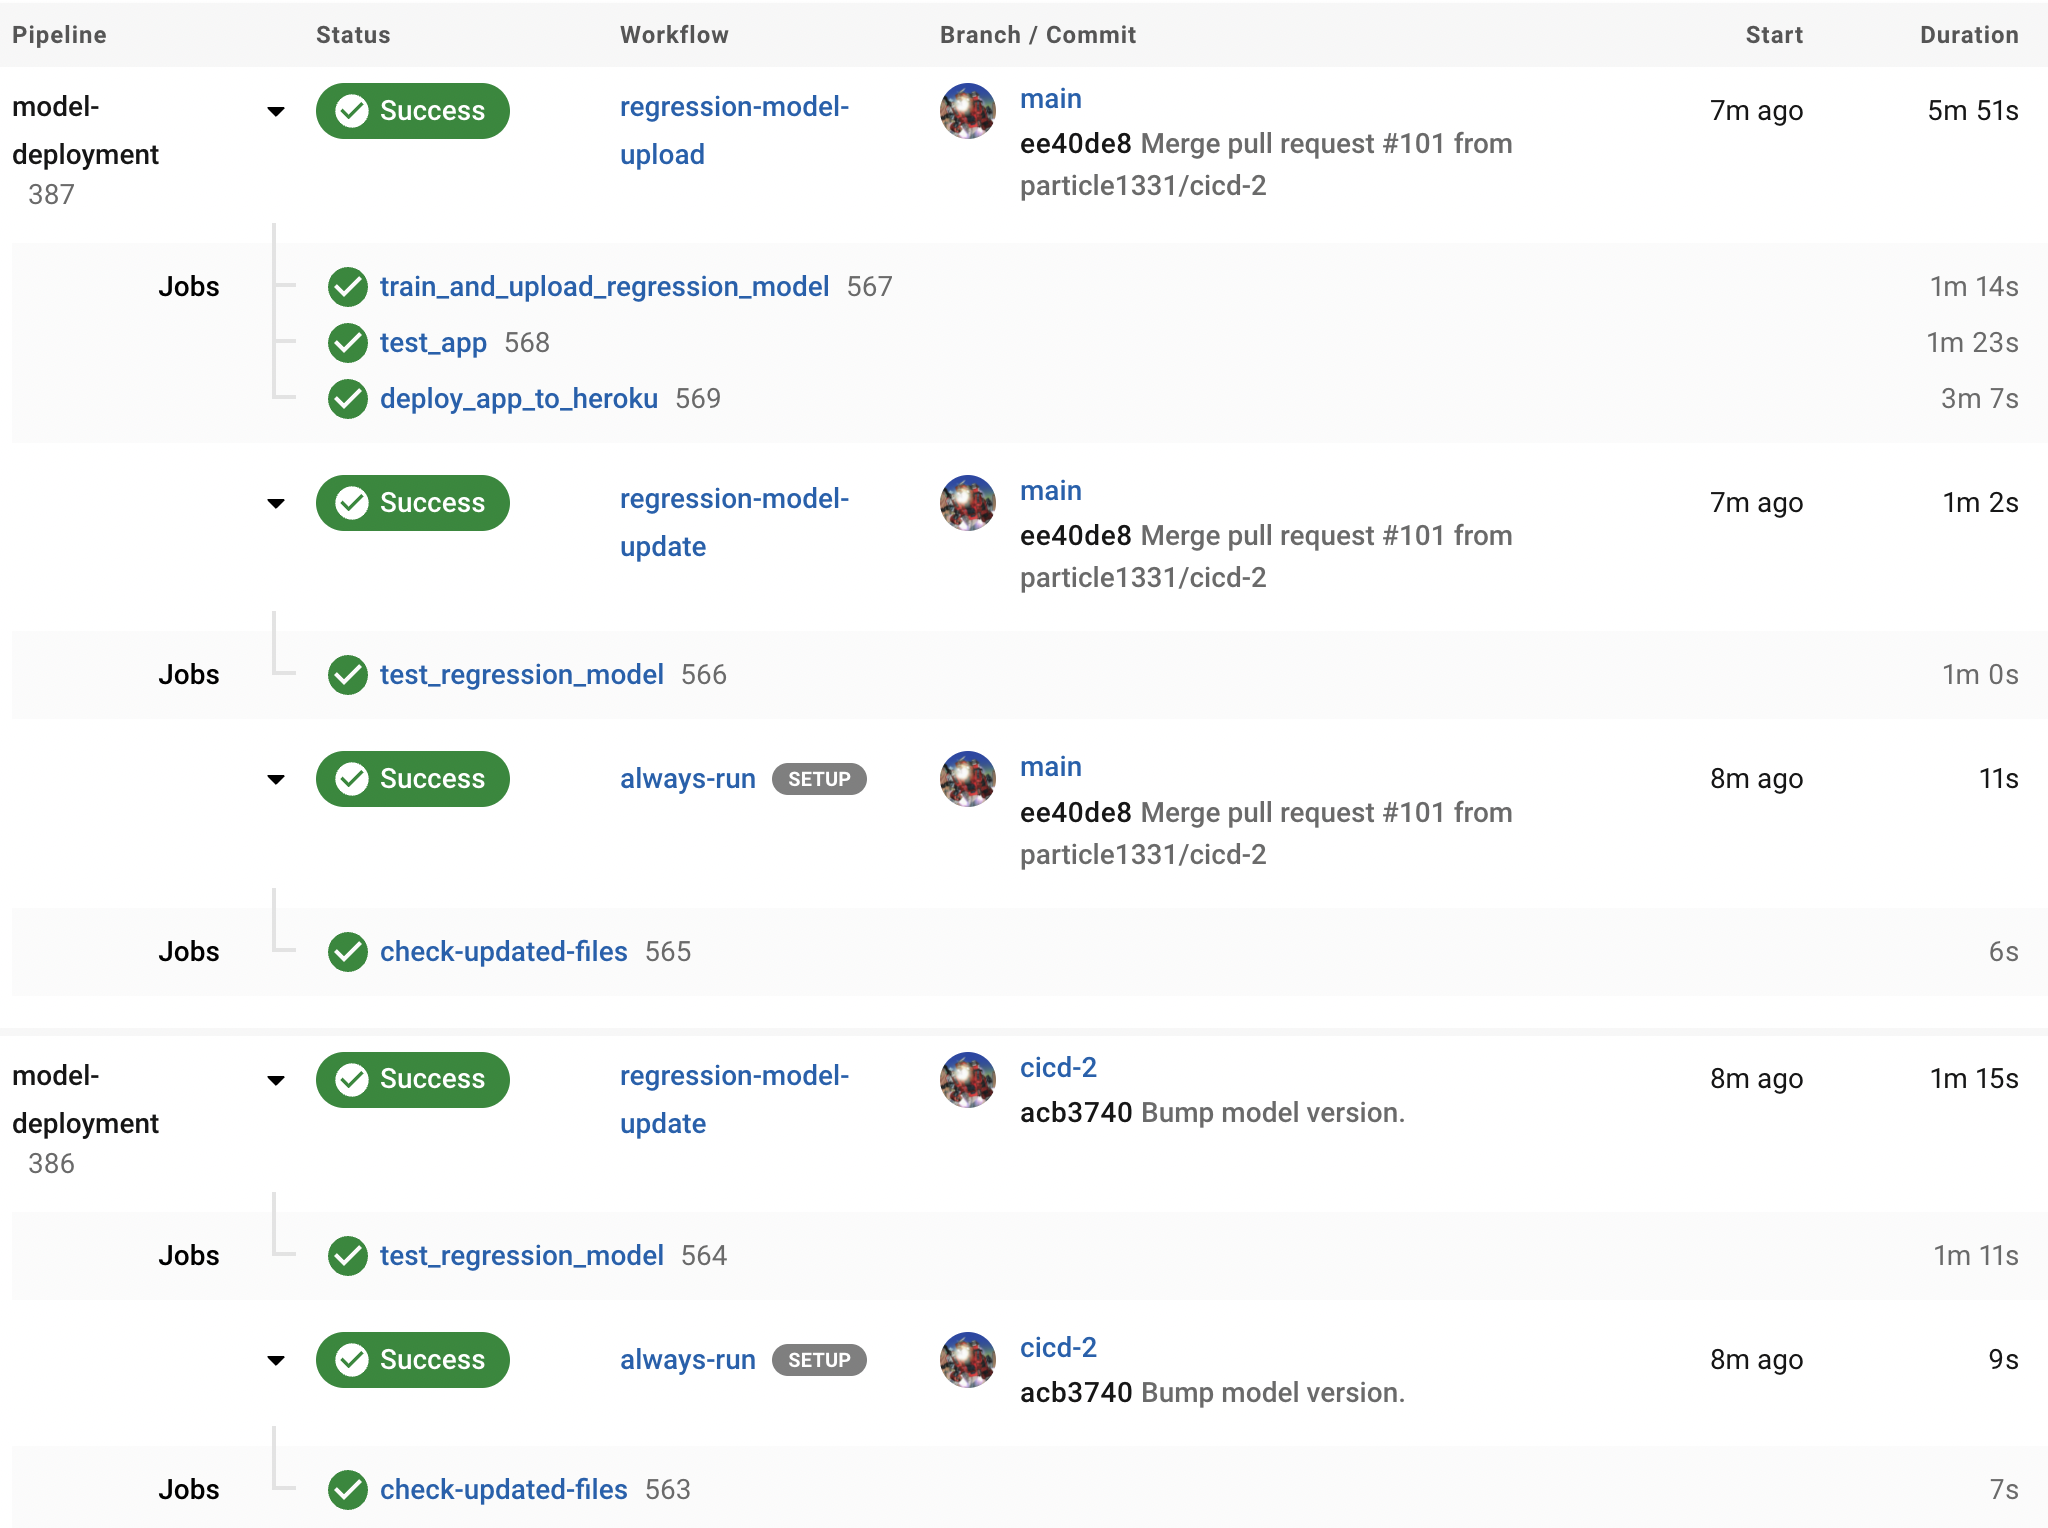 Pipeline Status Workflow Branch / Commit Start Duration
model- Success regression-model- main 7m ago 5m 51s
deployment upload ee40de8 Merge pull request #101 from
387 particle1331/cicd-2
Jobs train_and_upload_regression_model 567 1m 14s
test_app 568 1m 23s
deploy_app_to_heroku 569 3m 7s
Success regression-model- main 7m ago 1m 2s
update ee40de8 Merge pull request #101 from
particle1331/cicd-2
Jobs test_regression_model 566 1m 0s
Success always-run SETUP main 8m ago 11s
ee40de8 Merge pull request #101 from
particle1331/cicd-2
Jobs check-updated-files 565 6s
model- Success regression-model- cicd-2 8m ago 1m 15s
deployment update acb3740 Bump model version.
386
Jobs test_regression_model 564 1m 11s
Success always-run SETUP cicd-2 8m ago 9s
acb3740 Bump model version.
Jobs check-updated-files 563 7s